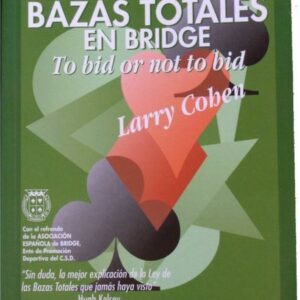 BAZAS TOTALES
EN BRIDGE
To bid or not to bid
Larry Cohen
Con el refrendo
de la ASOCIACIÓN
ESPAÑOLA de BRIDGE,
Ente de Promoción
Deportiva del C.S.D.
"Sin duda, la mejor explicación de la Ley de
las Bazas Totales que jamás haya visto"
Hugh Kelsey